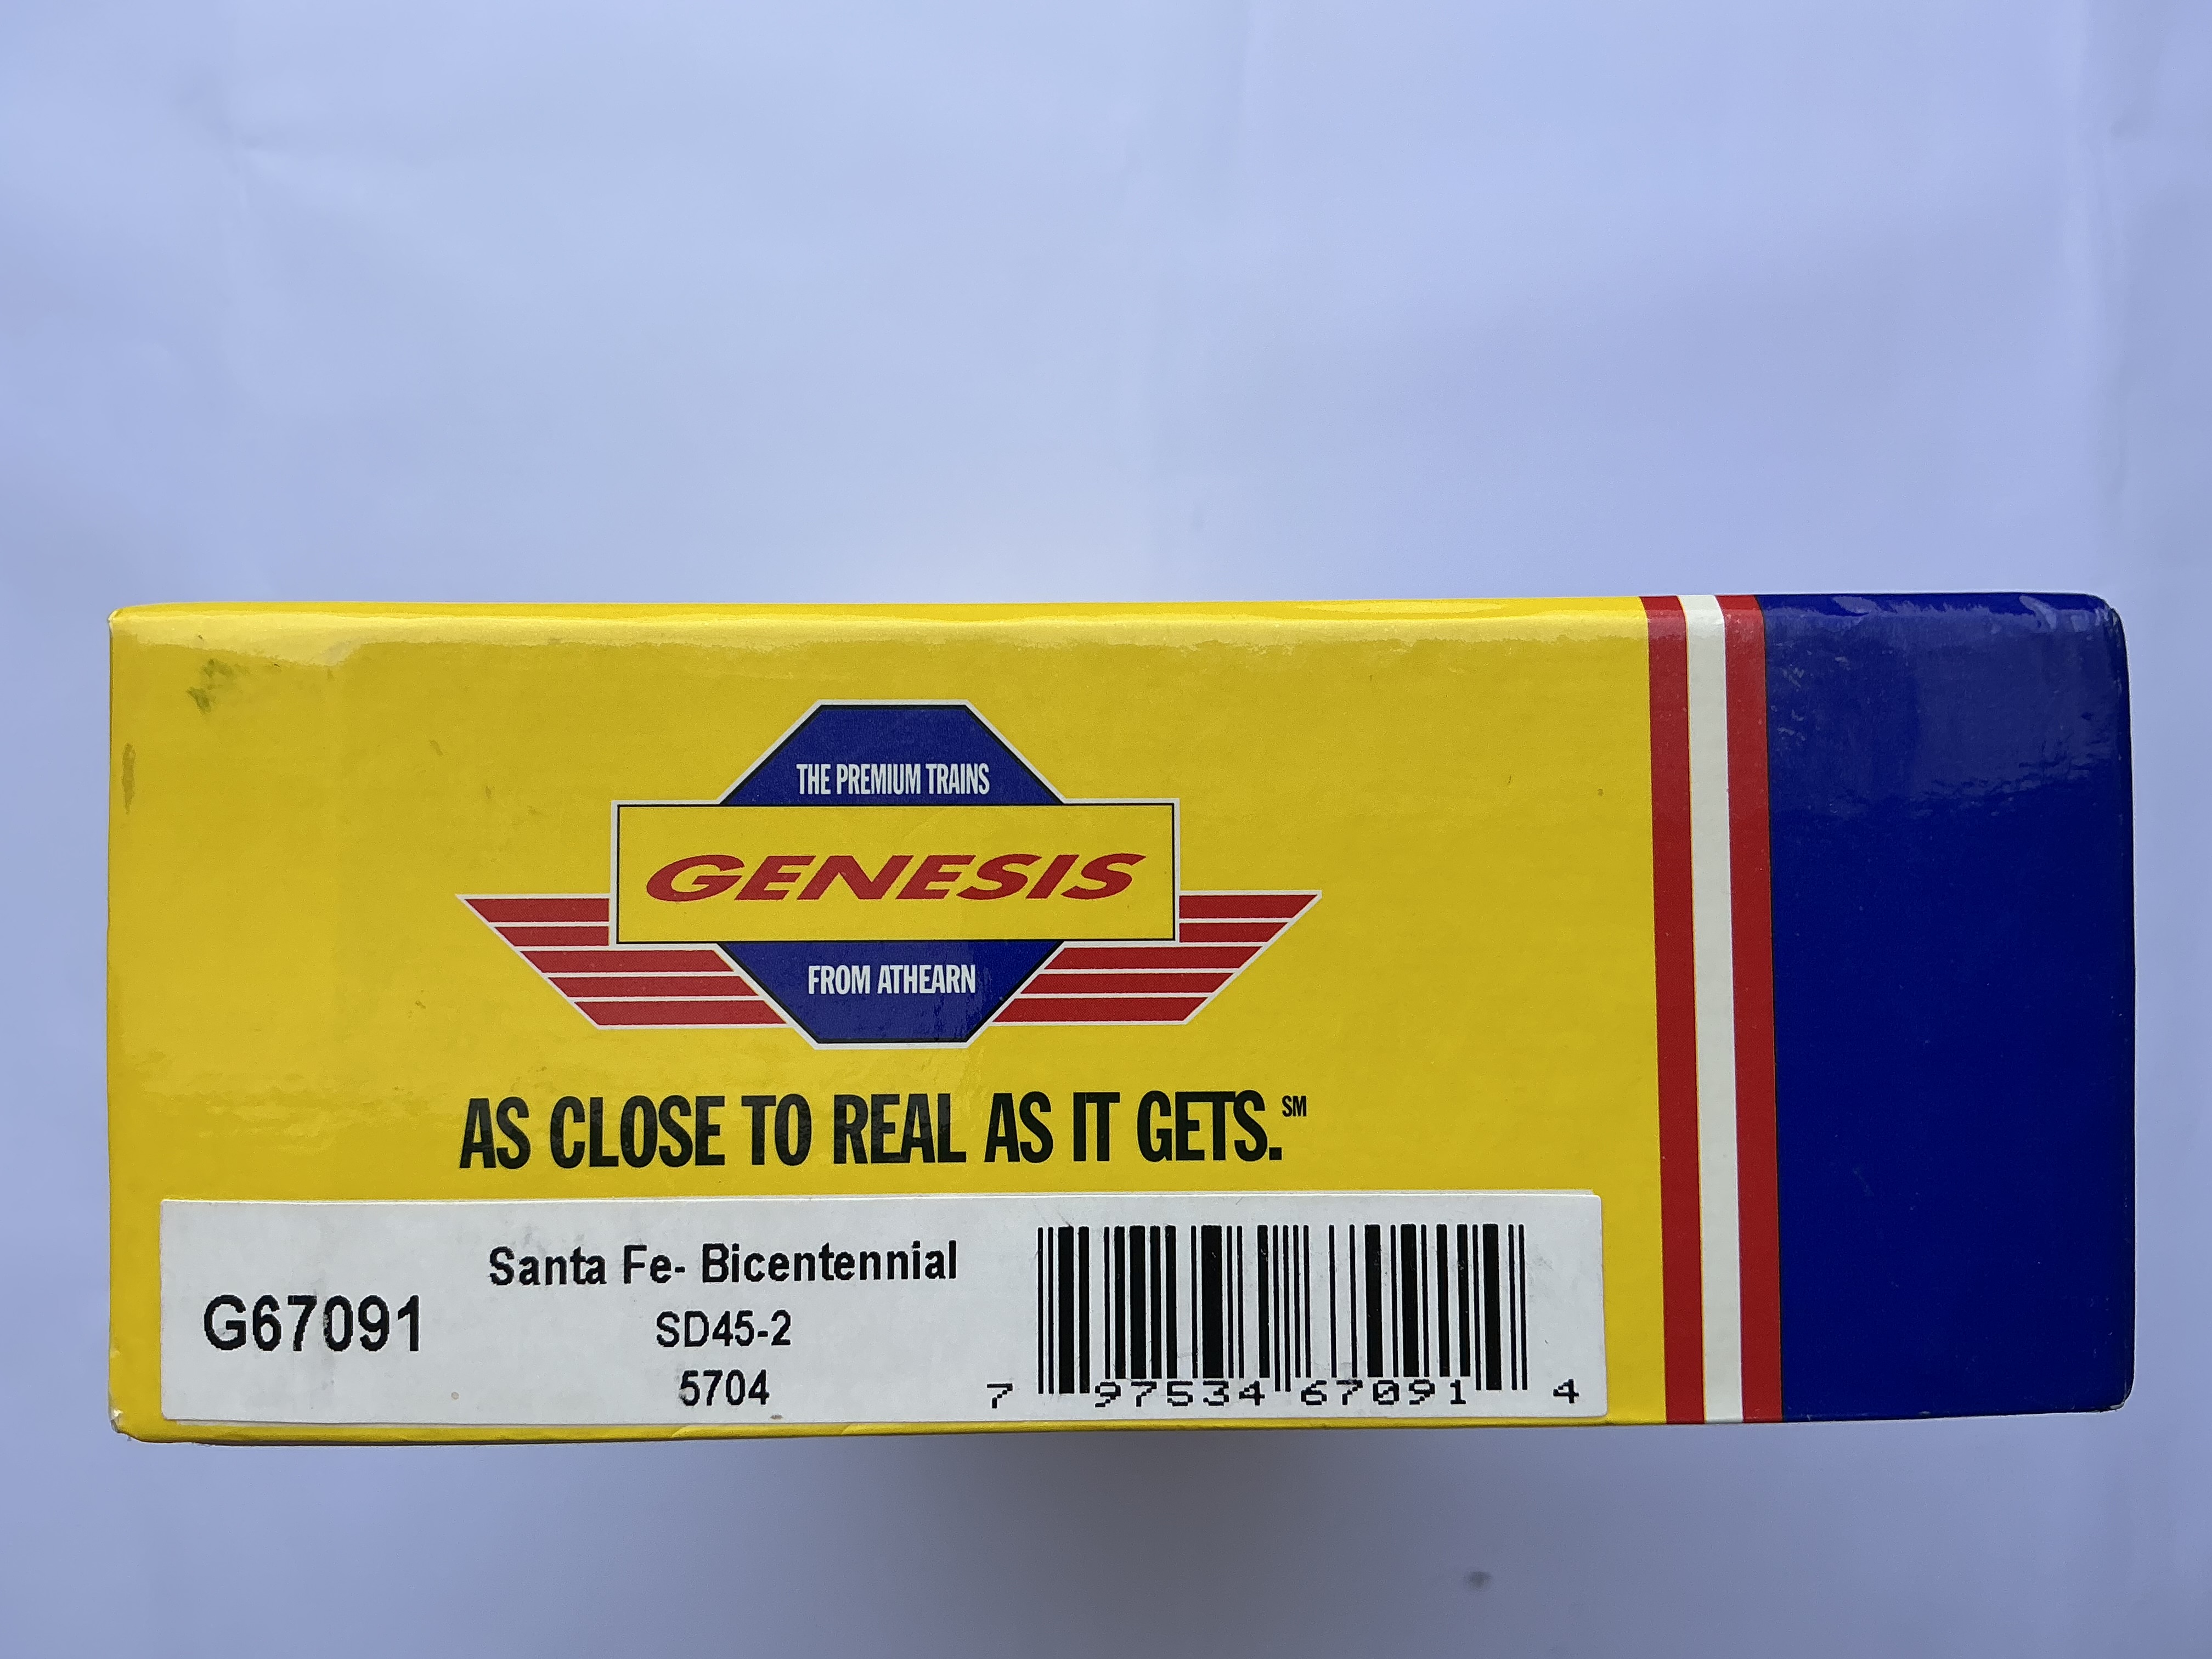 THE PREMIUM TRAINS
GENESIS
FROM ATHEARN
AS CLOSE TO REAL AS IT GETS.℠
Santa Fe- Bicentennial
G67091
SD45-2
5704
7 97534 67091 4